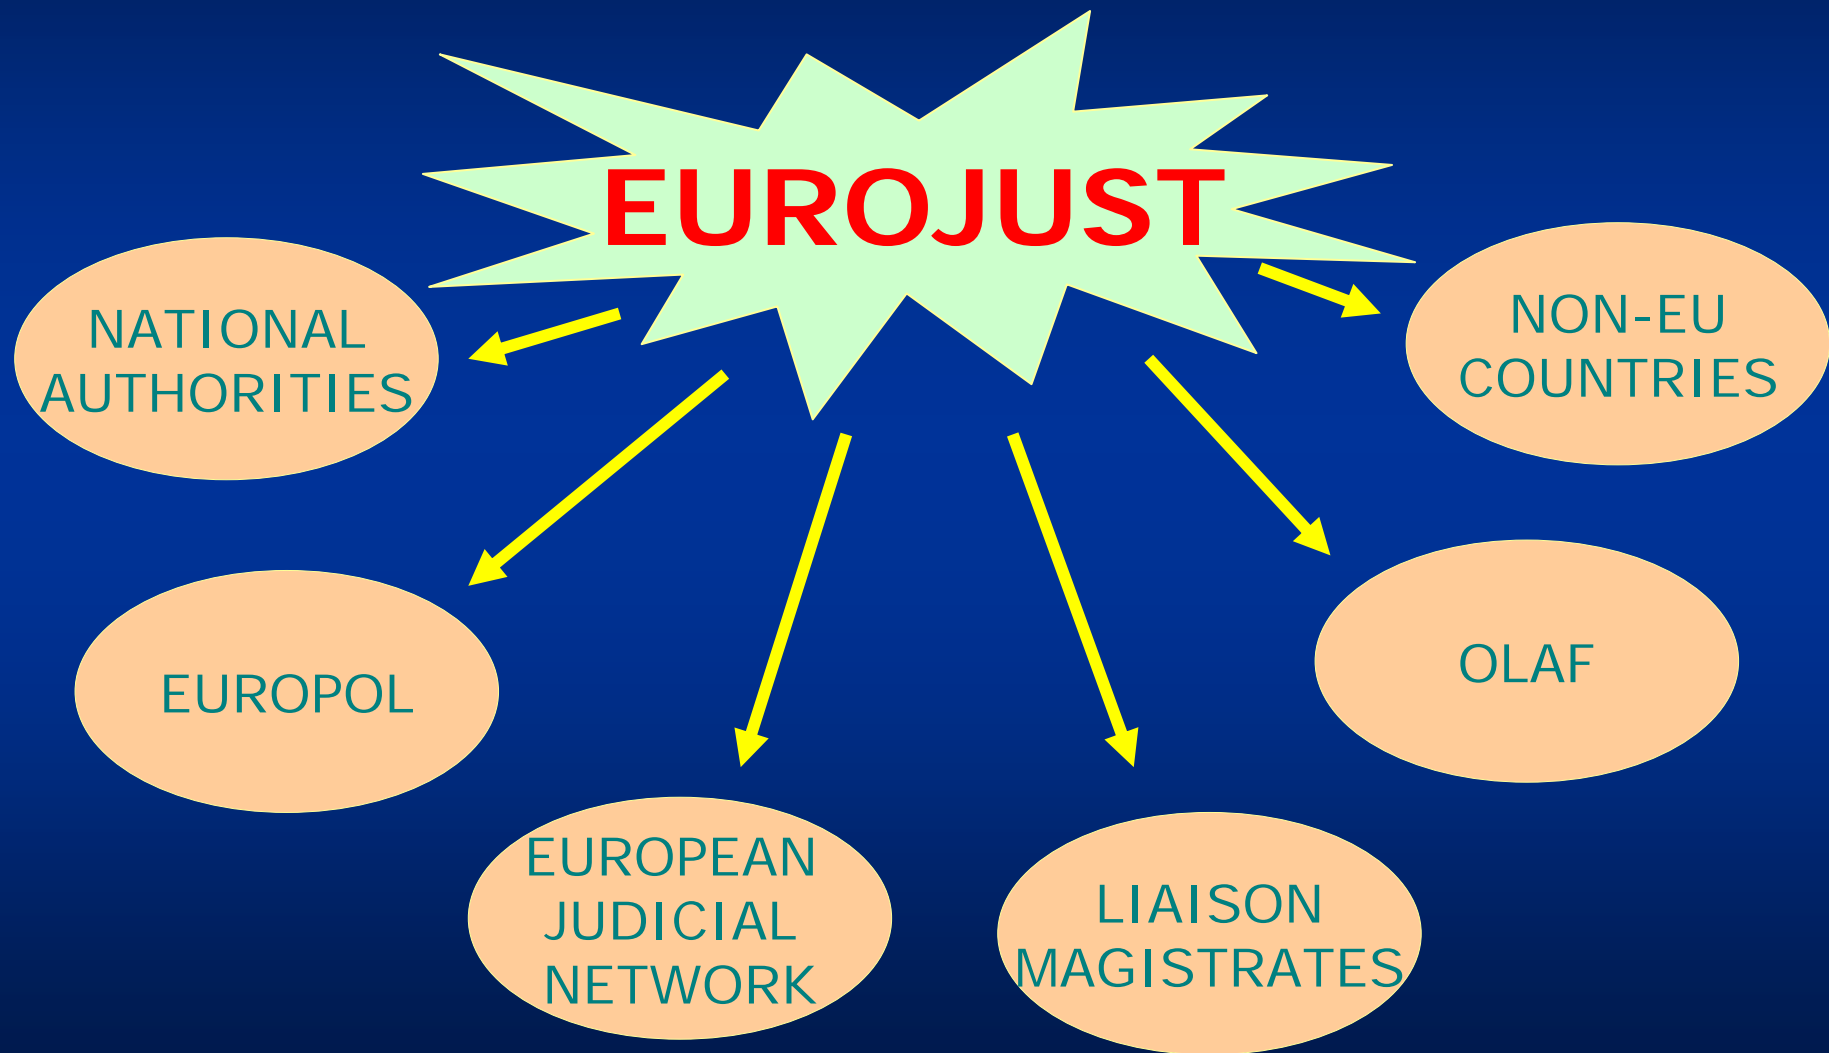 EUROJUST
NATIONAL
AUTHORITIES
NON-EU
COUNTRIES
EUROPOL
OLAF
EUROPEAN
JUDICIAL
NETWORK
LIAISON
MAGISTRATES